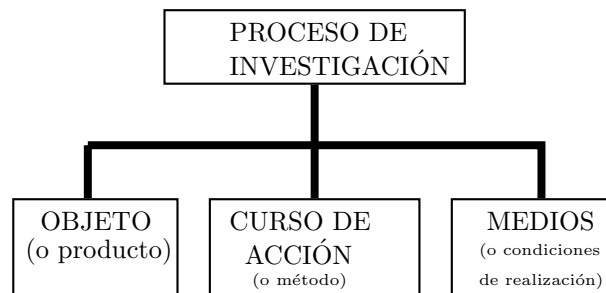 PROCESO DE
INVESTIGACIÓN
OBJETO
(o producto)
CURSO DE
ACCIÓN
(o método)
MEDIOS
(o condiciones
de realización)